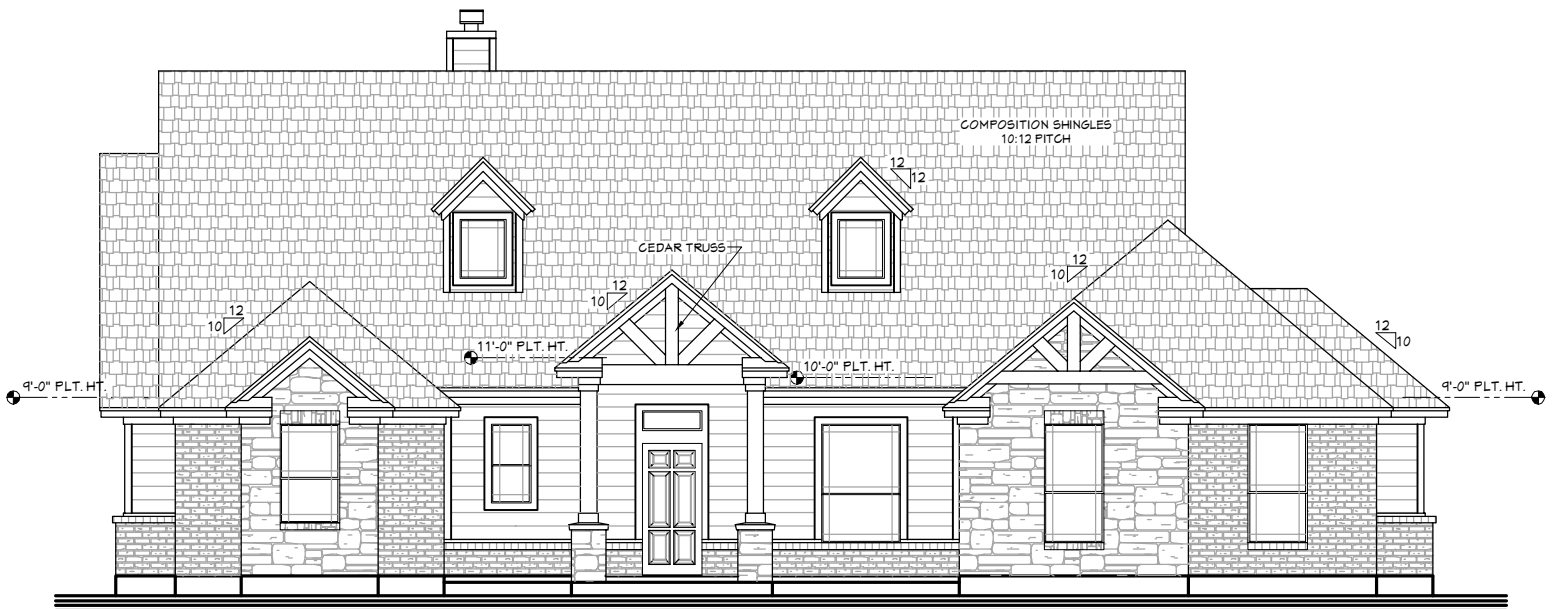 COMPOSITION SHINGLES
10:12 PITCH
12
12
CEDAR TRUSS
12
10
12
10
12
10
12
10
11'-0" PLT. HT.
10'-0" PLT. HT.
9'-0" PLT. HT.
9'-0" PLT. HT.